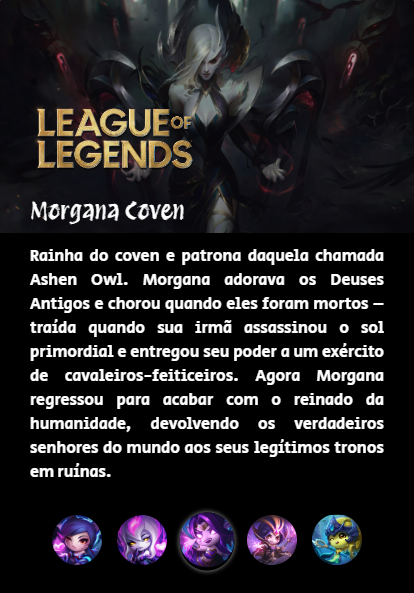 LEAGUE OF
LEGENDS
Morgana Coven
Rainha do coven e patrona daquela chamada
Ashen Owl. Morgana adorava os Deuses
Antigos e chorou quando eles foram mortos –
traída quando sua irmã assassinou o sol
primordial e entregou seu poder a um exército
de cavaleiros-feiticeiros. Agora Morgana
regressou para acabar com o reinado da
humanidade, devolvendo os verdadeiros
senhores do mundo aos seus legítimos tronos
em ruínas.